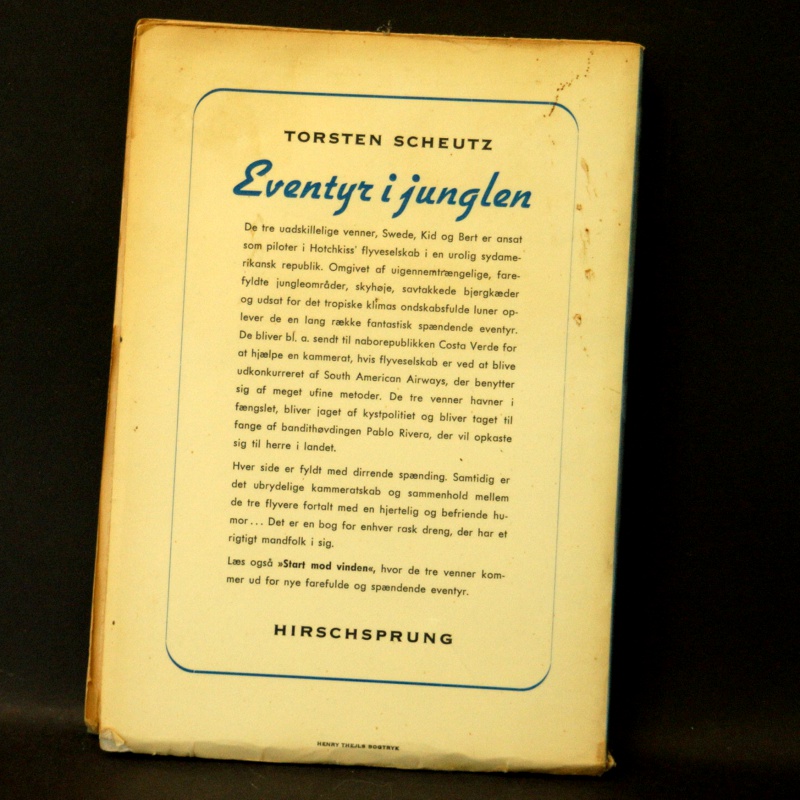 TORSTEN SCHEUTZ
Eventyr i junglen
De tre uadskillelige venner, Swede, Kid og Bert er ansat
som piloter i Hotchkiss' flyveselskab i en urolig sydame-
rikansk republik. Omgivet af uigennemtrængelige, fare-
fyldte jungleområder, skyhøje, savtakkede bjergkæder
og udsat for det tropiske klimas ondskabsfulde luner op-
lever de en lang række fantastisk spændende eventyr.
De bliver bl. a. sendt til naborepublikken Costa Verde for
at hjælpe en kammerat, hvis flyveselskab er ved at blive
udkonkurreret af South American Airways, der benytter
sig af meget ufine metoder. De tre venner havner i
fængslet, bliver jaget af kystpolitiet og bliver taget til
fange af bandithøvdingen Pablo Rivera, der vil opkaste
sig til herre i landet.
Hver side er fyldt med dirrende spænding. Samtidig er
det ubrydelige kammeratskab og sammenhold mellem
de tre flyvere fortalt med en hjertelig og befriende hu-
mor... Det er en bog for enhver rask dreng, der har et
rigtigt mandfolk i sig.
Læs også »Start mod vinden«, hvor de tre venner kom-
mer ud for nye farefulde og spændende eventyr.
HIRSCHSPRUNG
HENRY THEJLS BOGTRYK